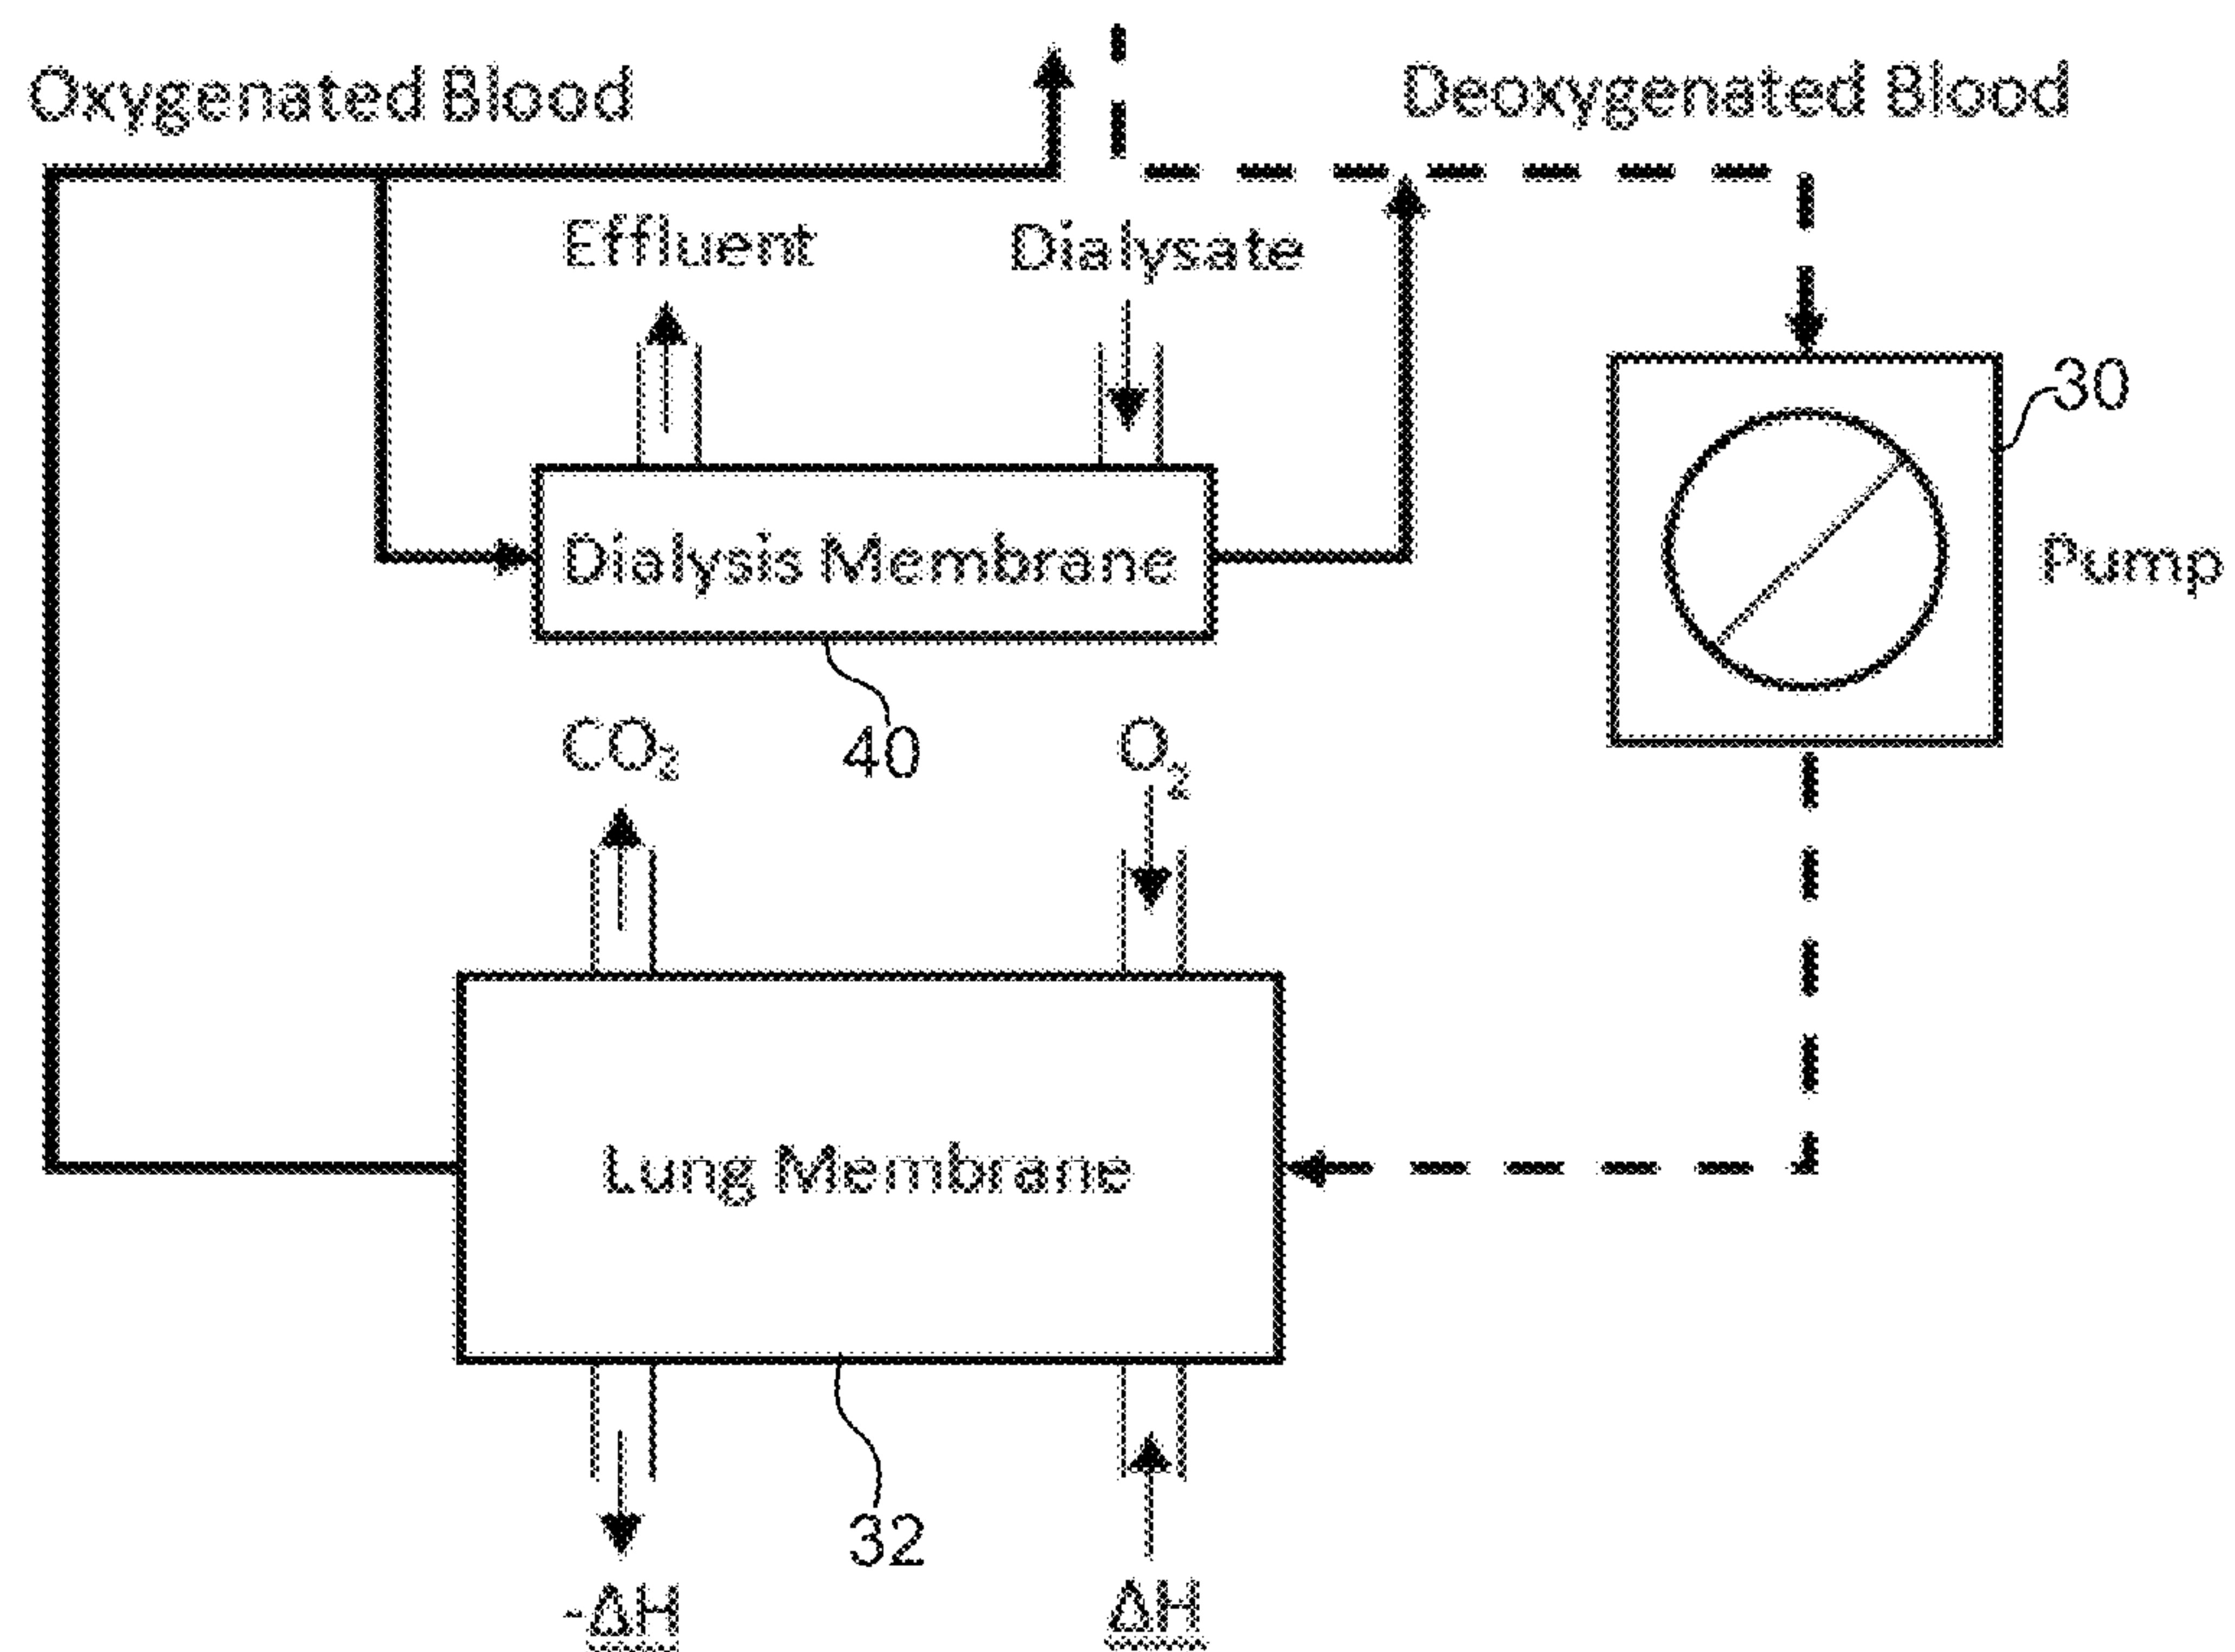 Oxygenated Blood
Deoxygenated Blood
Effluent
Dialysate
30
Dialysis Membrane
Pump
40
CO₂
O₂
Lung Membrane
32
-ΔH
ΔH